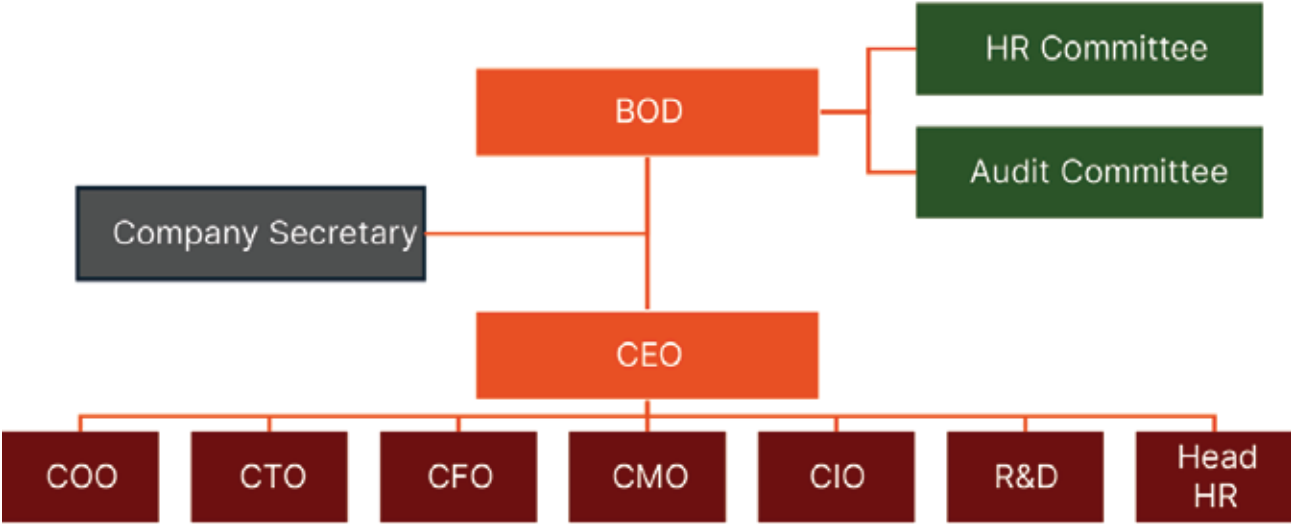 HR Committee
BOD
Audit Committee
Company Secretary
CEO
COO
CTO
CFO
CMO
CIO
R&D
Head
HR